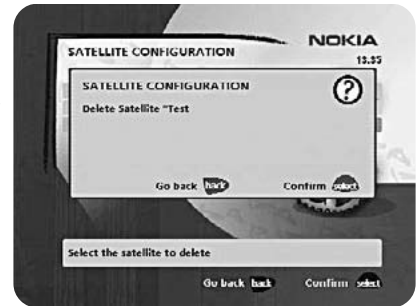 NOKIA
SATELLITE CONFIGURATION
13.35
SATELLITE CONFIGURATION
?
Delete Satellite "Test
Go back back Confirm select
Select the satellite to delete
Go back back Confirm select